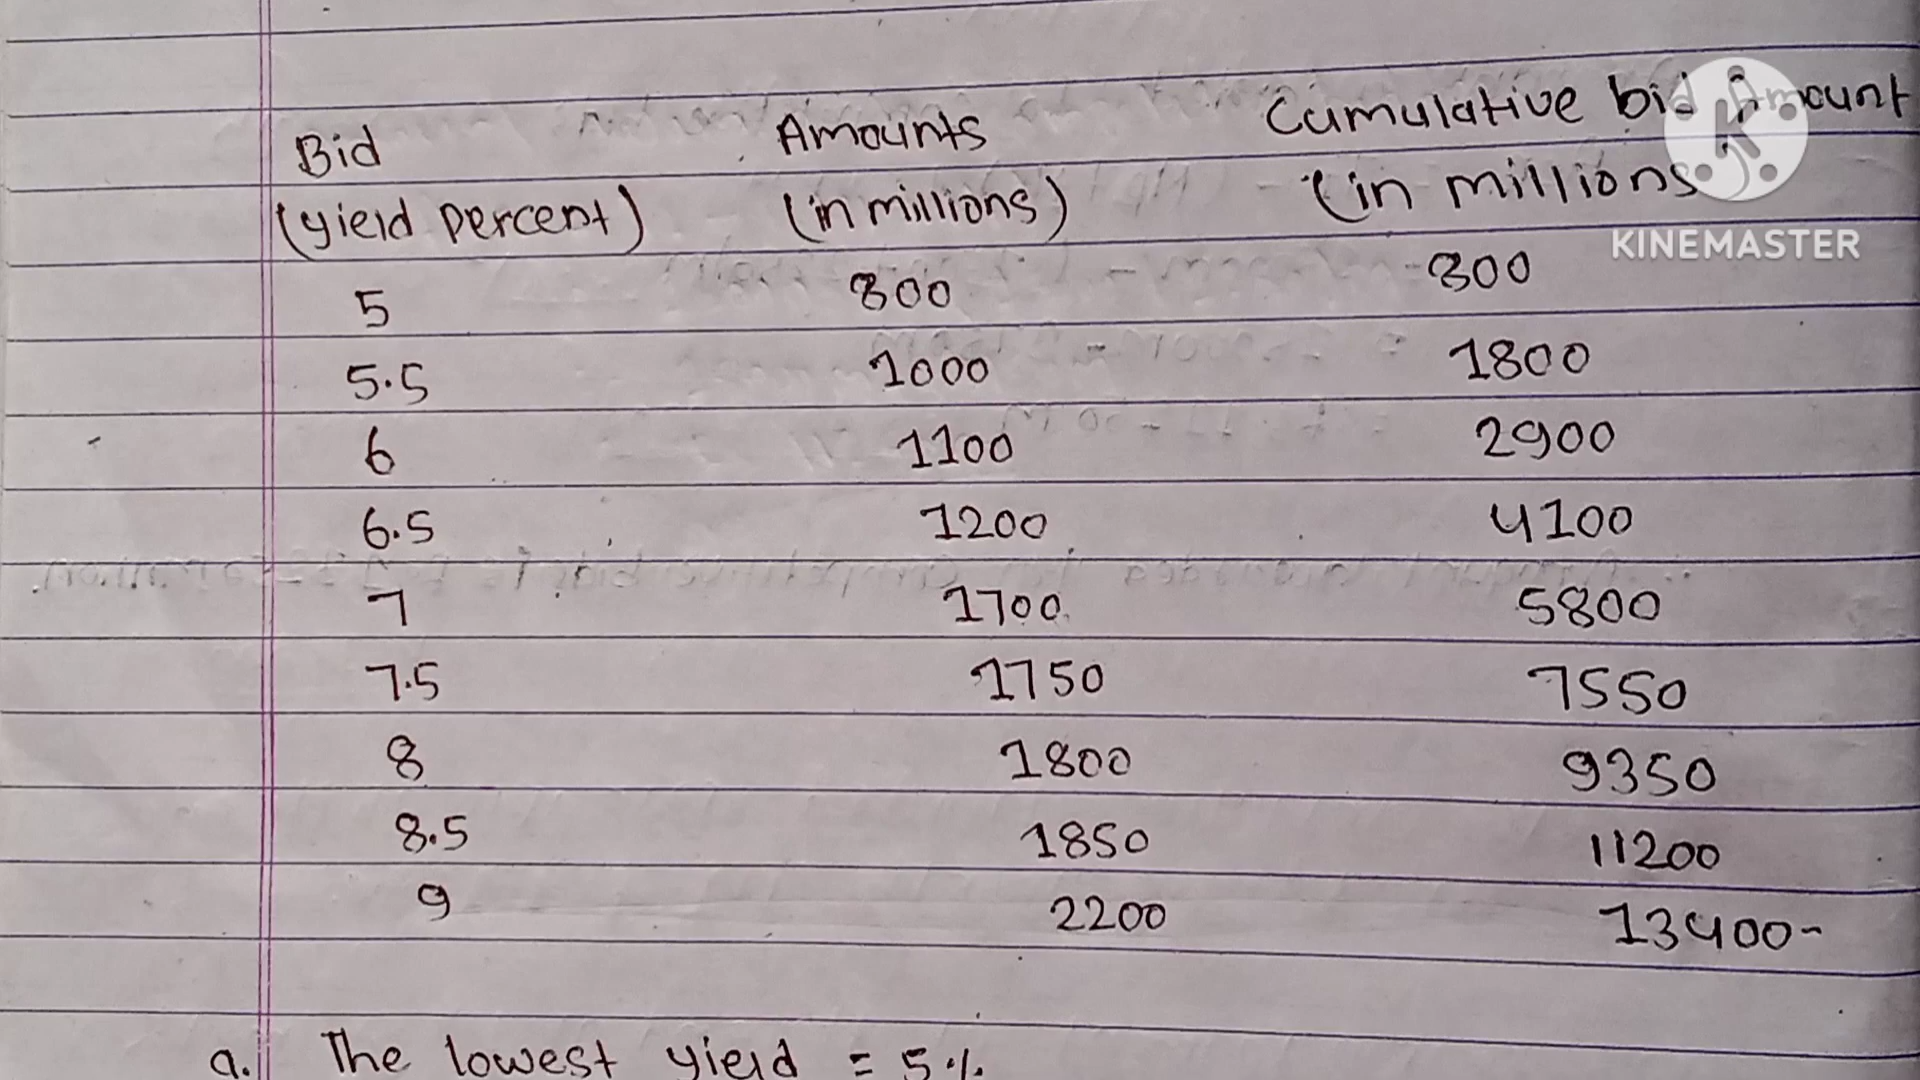 Bid Amounts Cumulative bid Amount
(yield percent) (in millions) (in millions
KINEMASTER
5 800 800
5.5 1000 1800
6 1100 2900
6.5 1200 4100
7 1700 5800
7.5 1750 7550
8 1800 9350
8.5 1850 11200
9 2200 13400-
a. The lowest yield = 5%